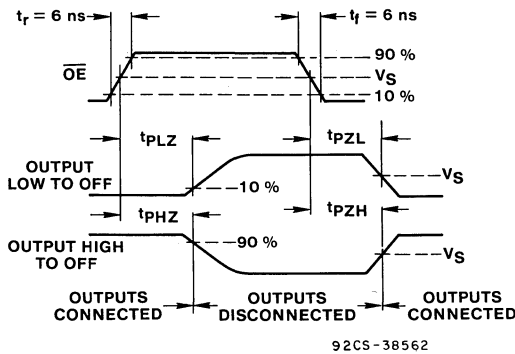 tr = 6 ns
tf = 6 ns
OE
90 %
VS
10 %
tPLZ
tPZL
OUTPUT
LOW TO OFF
10 %
VS
tPHZ
tPZH
OUTPUT HIGH
TO OFF
90 %
VS
OUTPUTS
CONNECTED
OUTPUTS
DISCONNECTED
OUTPUTS
CONNECTED
92CS-38562